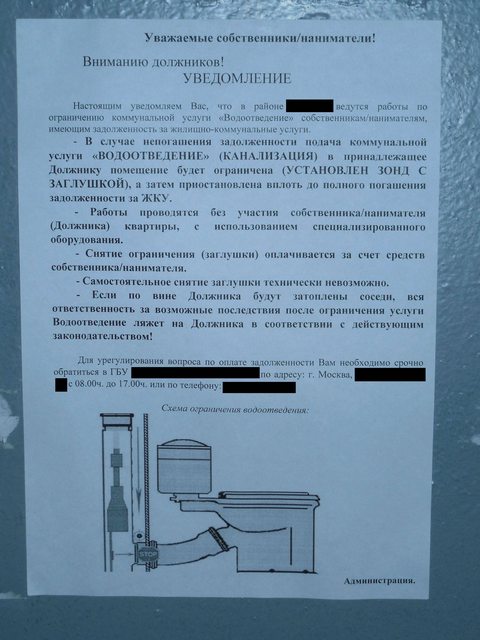 Уважаемые собственники/наниматели!
Вниманию должников!
УВЕДОМЛЕНИЕ
Настоящим уведомляем Вас, что в районе ведутся работы по
ограничению коммунальной услуги «Водоотведение» собственникам/нанимателям,
имеющим задолженность за жилищно-коммунальные услуги.
- В случае непогашения задолженности подача коммунальной
услуги «ВОДООТВЕДЕНИЕ» (КАНАЛИЗАЦИЯ) в принадлежащее
Должнику помещение будет ограничена (УСТАНОВЛЕН ЗОНД С
ЗАГЛУШКОЙ), а затем приостановлена вплоть до полного погашения
задолженности за ЖКУ.
- Работы проводятся без участия собственника/нанимателя
(Должника) квартиры, с использованием специализированного
оборудования.
- Снятие ограничения (заглушки) оплачивается за счет средств
собственника/нанимателя.
- Самостоятельное снятие заглушки технически невозможно.
- Если по вине Должника будут затоплены соседи, вся
ответственность за возможные последствия после ограничения услуги
Водоотведение ляжет на Должника в соответствии с действующим
законодательством!
Для урегулирования вопроса по оплате задолженности Вам необходимо срочно
обратиться в ГБУ по адресу: г. Москва,
с 08.00ч. до 17.00ч. или по телефону:
Схема ограничения водоотведения:
STOP
Администрация.